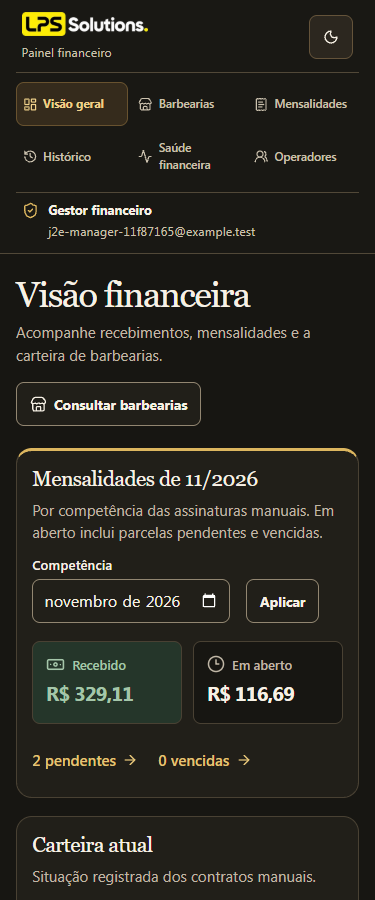 LPS Solutions.
Painel financeiro
Visão geral
Barbearias
Mensalidades
Histórico
Saúde
financeira
Operadores
Gestor financeiro
j2e-manager-11f87165@example.test
Visão financeira
Acompanhe recebimentos, mensalidades e a
carteira de barbearias.
Consultar barbearias
Mensalidades de 11/2026
Por competência das assinaturas manuais. Em
aberto inclui parcelas pendentes e vencidas.
Competência
novembro de 2026
Aplicar
Recebido
R$ 329,11
Em aberto
R$ 116,69
2 pendentes →
0 vencidas →
Carteira atual
Situação registrada dos contratos manuais.